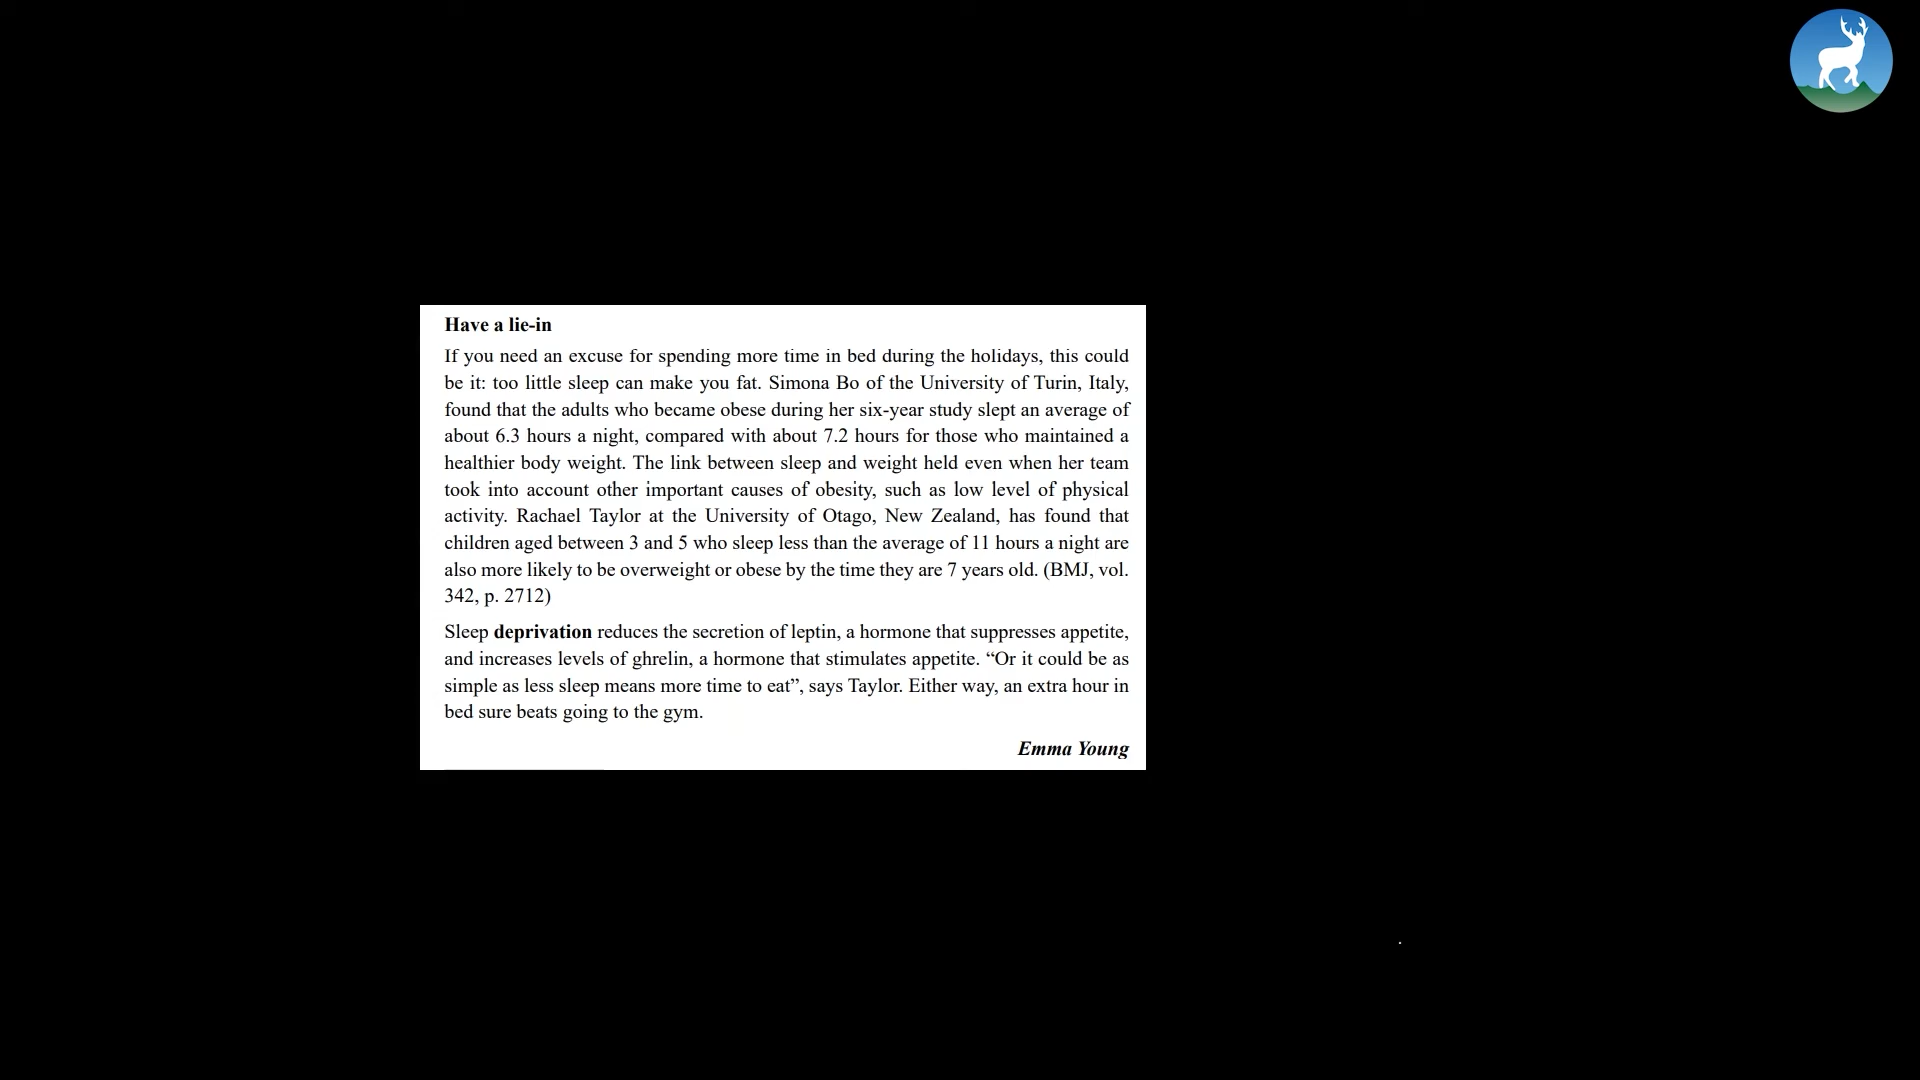 Have a lie-in
If you need an excuse for spending more time in bed during the holidays, this could
be it: too little sleep can make you fat. Simona Bo of the University of Turin, Italy,
found that the adults who became obese during her six-year study slept an average of
about 6.3 hours a night, compared with about 7.2 hours for those who maintained a
healthier body weight. The link between sleep and weight held even when her team
took into account other important causes of obesity, such as low level of physical
activity. Rachael Taylor at the University of Otago, New Zealand, has found that
children aged between 3 and 5 who sleep less than the average of 11 hours a night are
also more likely to be overweight or obese by the time they are 7 years old. (BMJ, vol.
342, p. 2712)
Sleep deprivation reduces the secretion of leptin, a hormone that suppresses appetite,
and increases levels of ghrelin, a hormone that stimulates appetite. “Or it could be as
simple as less sleep means more time to eat”, says Taylor. Either way, an extra hour in
bed sure beats going to the gym.
Emma Young